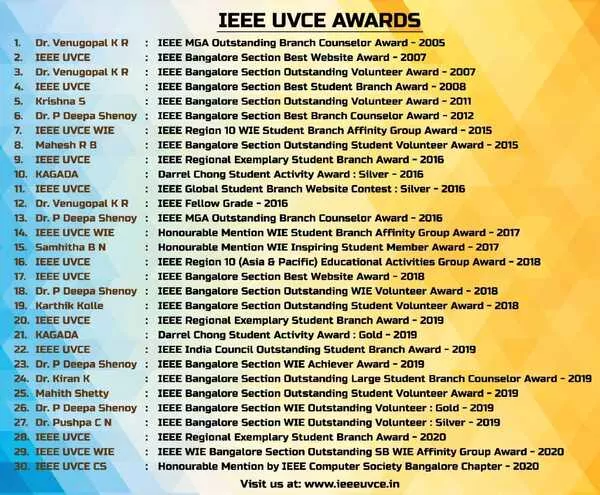 IEEE UVCE AWARDS
1. Dr. Venugopal K R : IEEE MGA Outstanding Branch Counselor Award - 2005
2. IEEE UVCE : IEEE Bangalore Section Best Website Award - 2007
3. Dr. Venugopal K R : IEEE Bangalore Section Outstanding Volunteer Award - 2007
4. IEEE UVCE : IEEE Bangalore Section Best Student Branch Award - 2008
5. Krishna S : IEEE Bangalore Section Outstanding Volunteer Award - 2011
6. Dr. P Deepa Shenoy : IEEE Bangalore Section Best Branch Counselor Award - 2012
7. IEEE UVCE WIE : IEEE Region 10 WIE Student Branch Affinity Group Award - 2015
8. Mahesh R B : IEEE Bangalore Section Outstanding Student Volunteer Award - 2015
9. IEEE UVCE : IEEE Regional Exemplary Student Branch Award - 2016
10. KAGADA : Darrel Chong Student Activity Award : Silver - 2016
11. IEEE UVCE : IEEE Global Student Branch Website Contest : Silver - 2016
12. Dr. Venugopal K R : IEEE Fellow Grade - 2016
13. Dr. P Deepa Shenoy : IEEE MGA Outstanding Branch Counselor Award - 2016
14. IEEE UVCE WIE : Honourable Mention WIE Student Branch Affinity Group Award - 2017
15. Samhitha B N : Honourable Mention WIE Inspiring Student Member Award - 2017
16. IEEE UVCE : IEEE Region 10 (Asia & Pacific) Educational Activities Group Award - 2018
17. IEEE UVCE : IEEE Bangalore Section Best Website Award - 2018
18. Dr. P Deepa Shenoy : IEEE Bangalore Section Outstanding WIE Volunteer Award - 2018
19. Karthik Kolle : IEEE Bangalore Section Outstanding Student Volunteer Award - 2018
20. IEEE UVCE : IEEE Regional Exemplary Student Branch Award - 2019
21. KAGADA : Darrel Chong Student Activity Award : Gold - 2019
22. IEEE UVCE : IEEE India Council Outstanding Student Branch Award - 2019
23. Dr. P Deepa Shenoy : IEEE Bangalore Section WIE Achiever Award - 2019
24. Dr. Kiran K : IEEE Bangalore Section Outstanding Large Student Branch Counselor Award - 2019
25. Mahith Shetty : IEEE Bangalore Section Outstanding Student Volunteer Award - 2019
26. Dr. P Deepa Shenoy : IEEE Bangalore Section WIE Outstanding Volunteer : Gold - 2019
27. Dr. Pushpa C N : IEEE Bangalore Section WIE Outstanding Volunteer : Silver - 2019
28. IEEE UVCE : IEEE Regional Exemplary Student Branch Award - 2020
29. IEEE UVCE WIE : IEEE WIE Bangalore Section Outstanding SB WIE Affinity Group Award - 2020
30. IEEE UVCE CS : Honourable Mention by IEEE Computer Society Bangalore Chapter - 2020
Visit us at: www.ieeeuvce.in